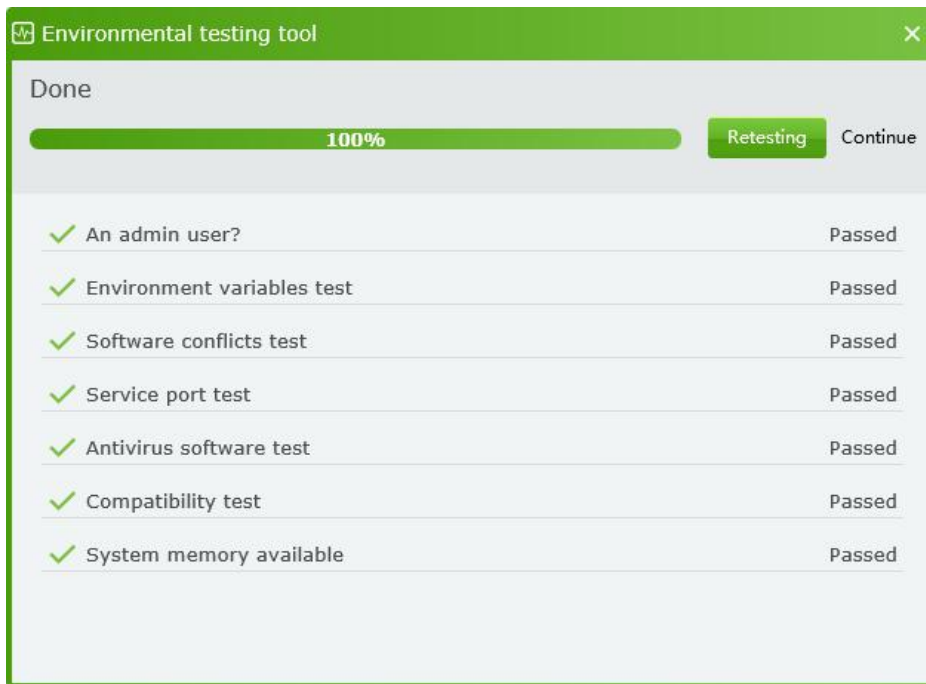 Environmental testing tool
Done
100% Retesting Continue
An admin user? Passed
Environment variables test Passed
Software conflicts test Passed
Service port test Passed
Antivirus software test Passed
Compatibility test Passed
System memory available Passed